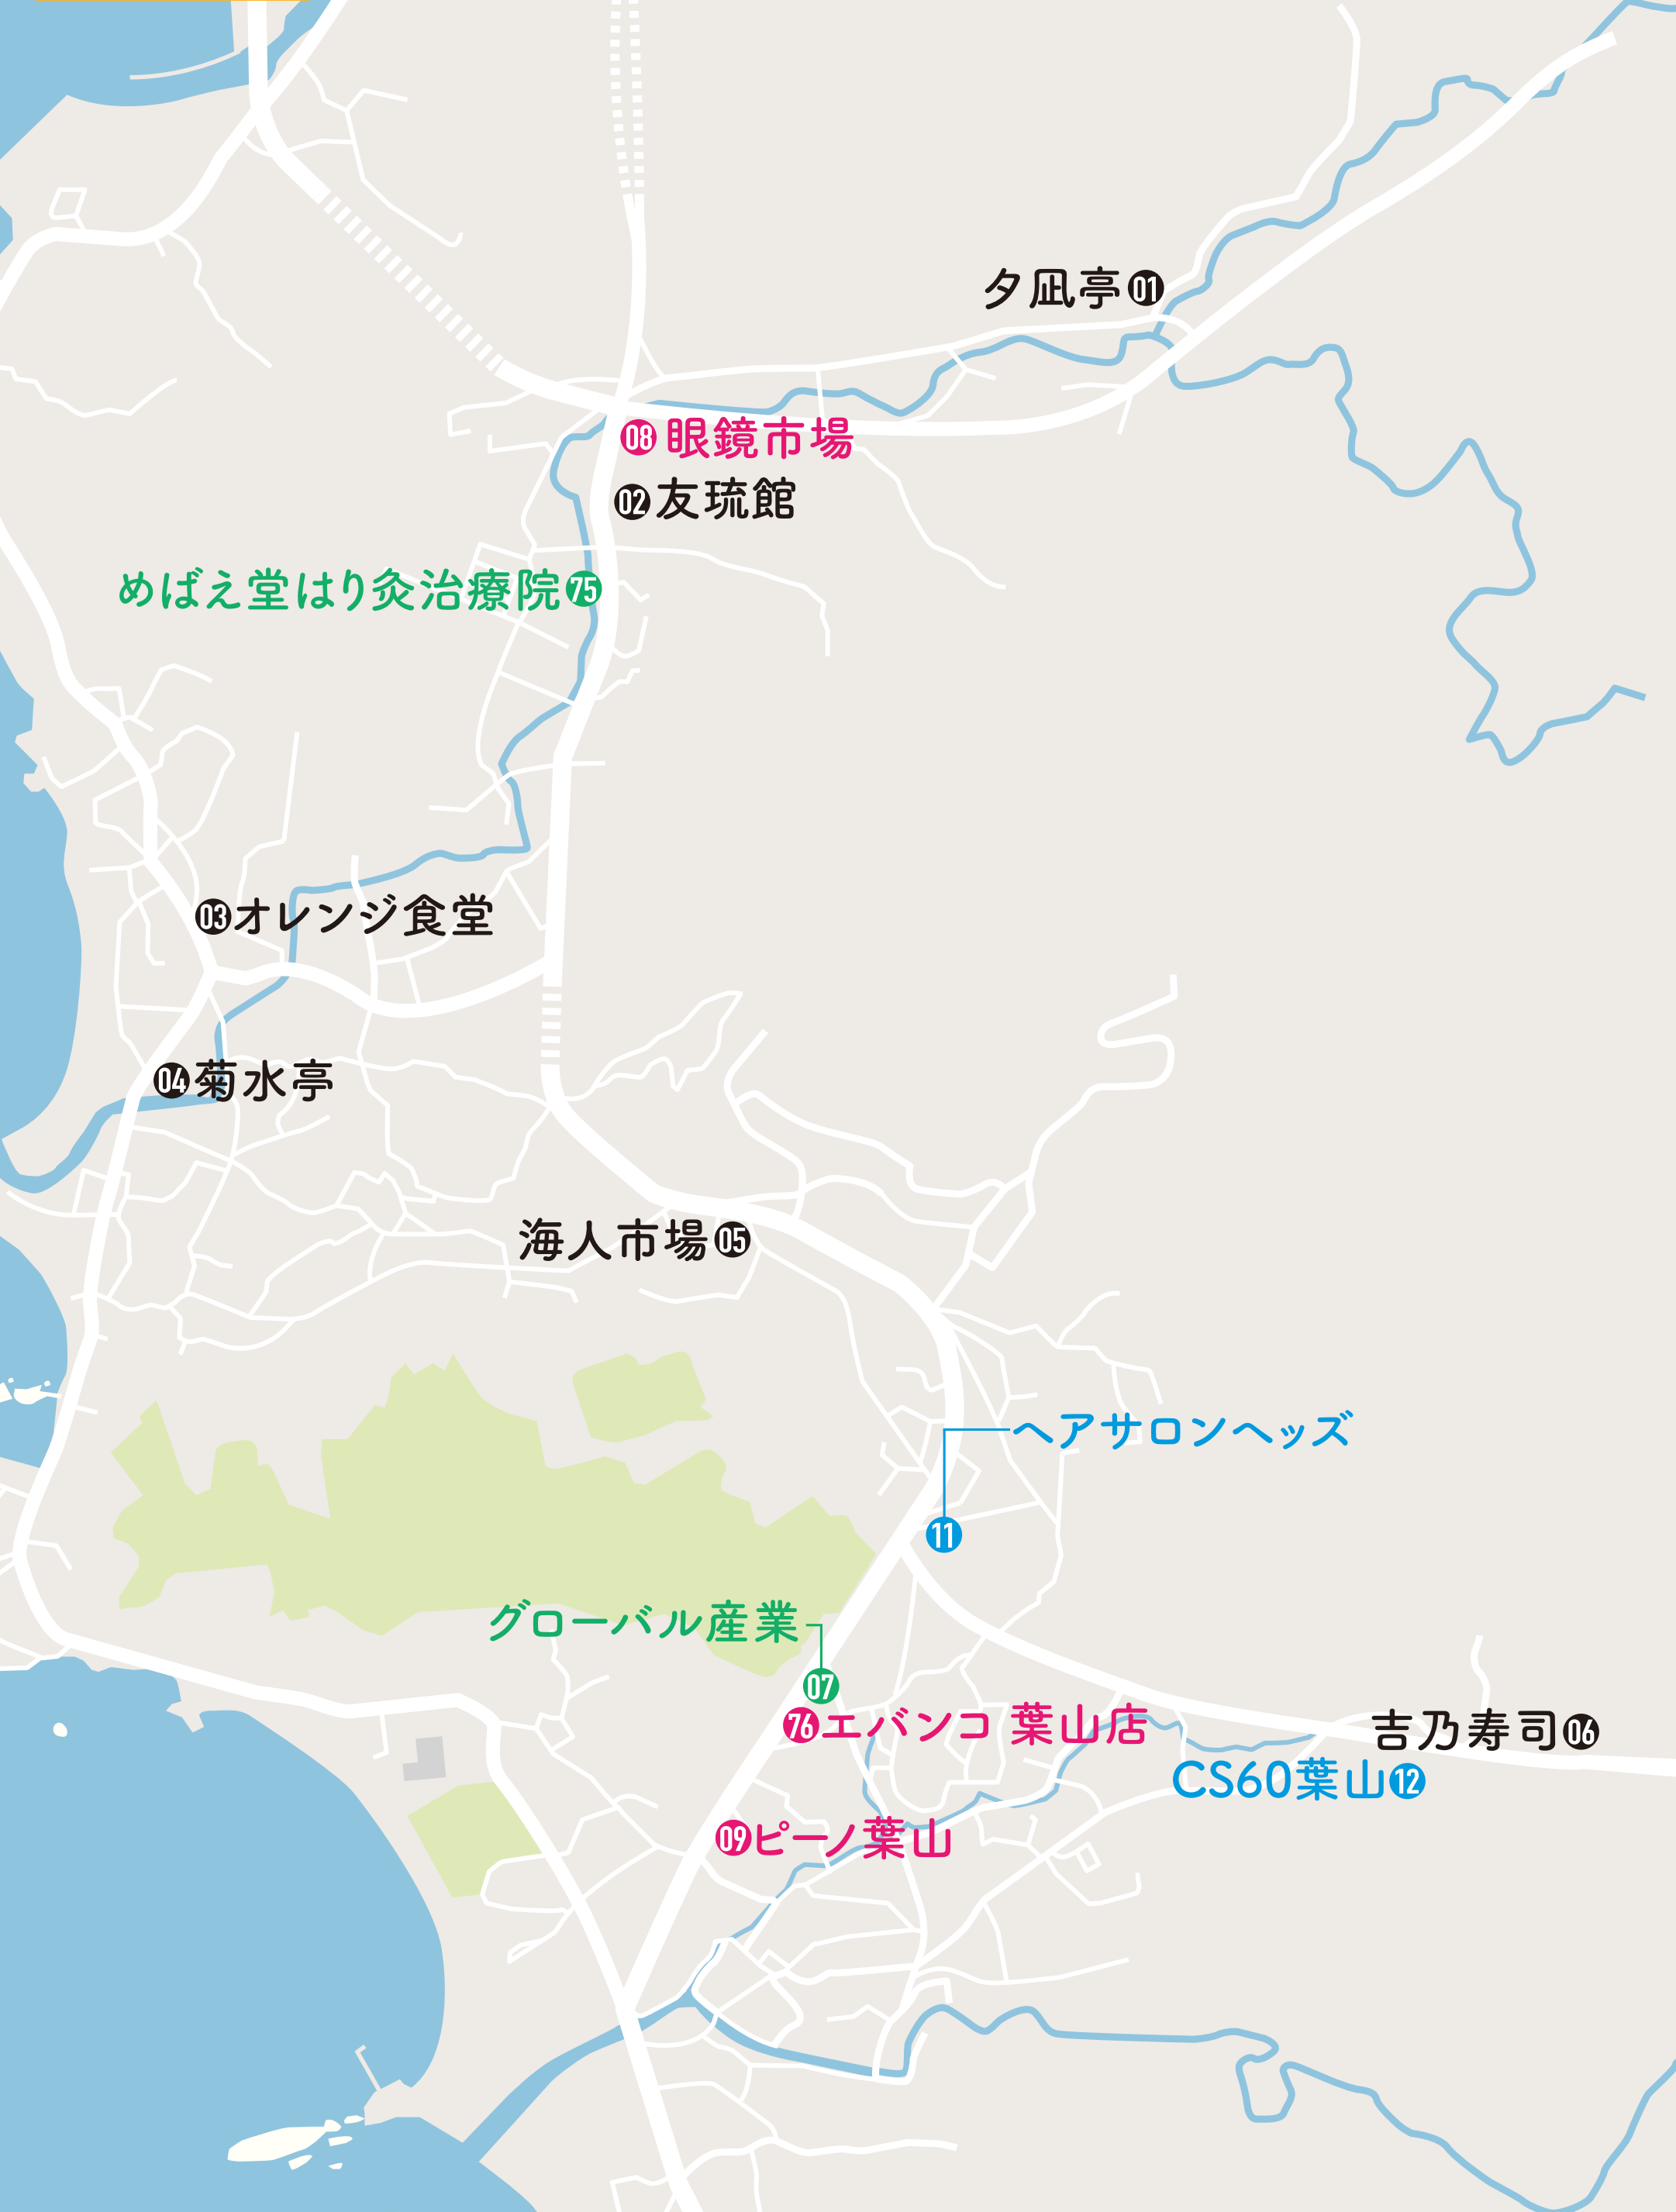 夕凪亭01
08眼鏡市場
02友琉館
めばえ堂はり灸治療院75
03オレンジ食堂
04菊水亭
海人市場05
ヘアサロンヘッズ
11
グローバル産業
07
76エバンコ 葉山店
吉乃寿司06
CS60葉山12
09ピーノ葉山